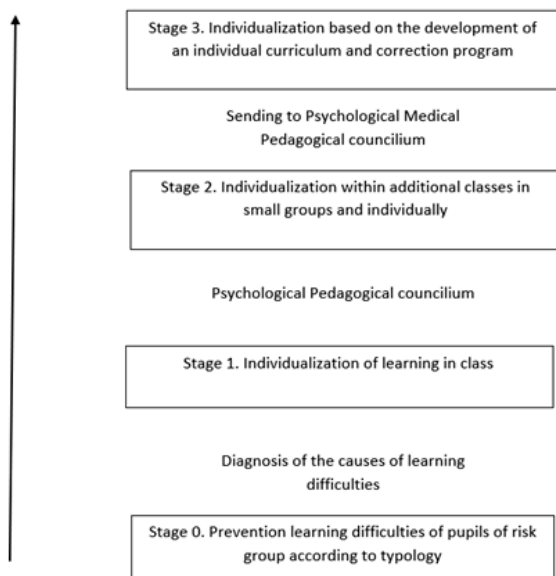 Stage 3. Individualization based on the development of
an individual curriculum and correction program
Sending to Psychological Medical
Pedagogical councilium
Stage 2. Individualization within additional classes in
small groups and individually
Psychological Pedagogical councilium
Stage 1. Individualization of learning in class
Diagnosis of the causes of learning
difficulties
Stage 0. Prevention learning difficulties of pupils of risk
group according to typology